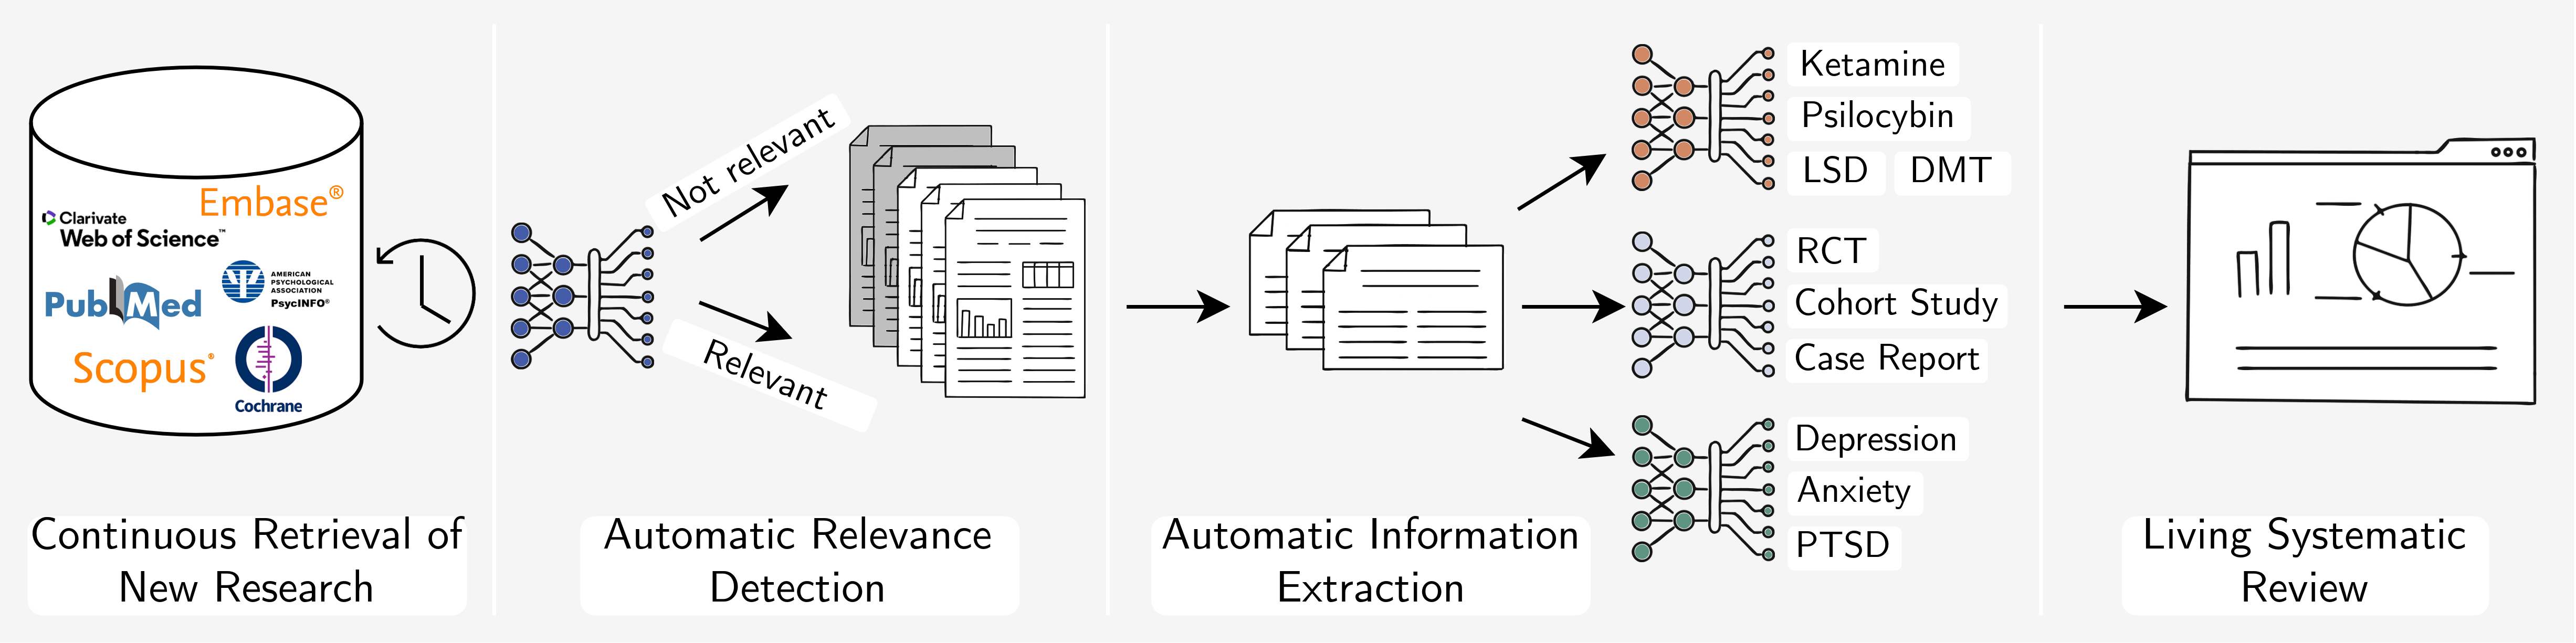 Embase®
Clarivate
Web of Science™
PubMed
AMERICAN
PSYCHOLOGICAL
ASSOCIATION
PsycINFO®
Scopus®
Cochrane
Continuous Retrieval of
New Research
Not relevant
Relevant
Automatic Relevance
Detection
Automatic Information
Extraction
Ketamine
Psilocybin
LSD DMT
RCT
Cohort Study
Case Report
Depression
Anxiety
PTSD
Living Systematic
Review